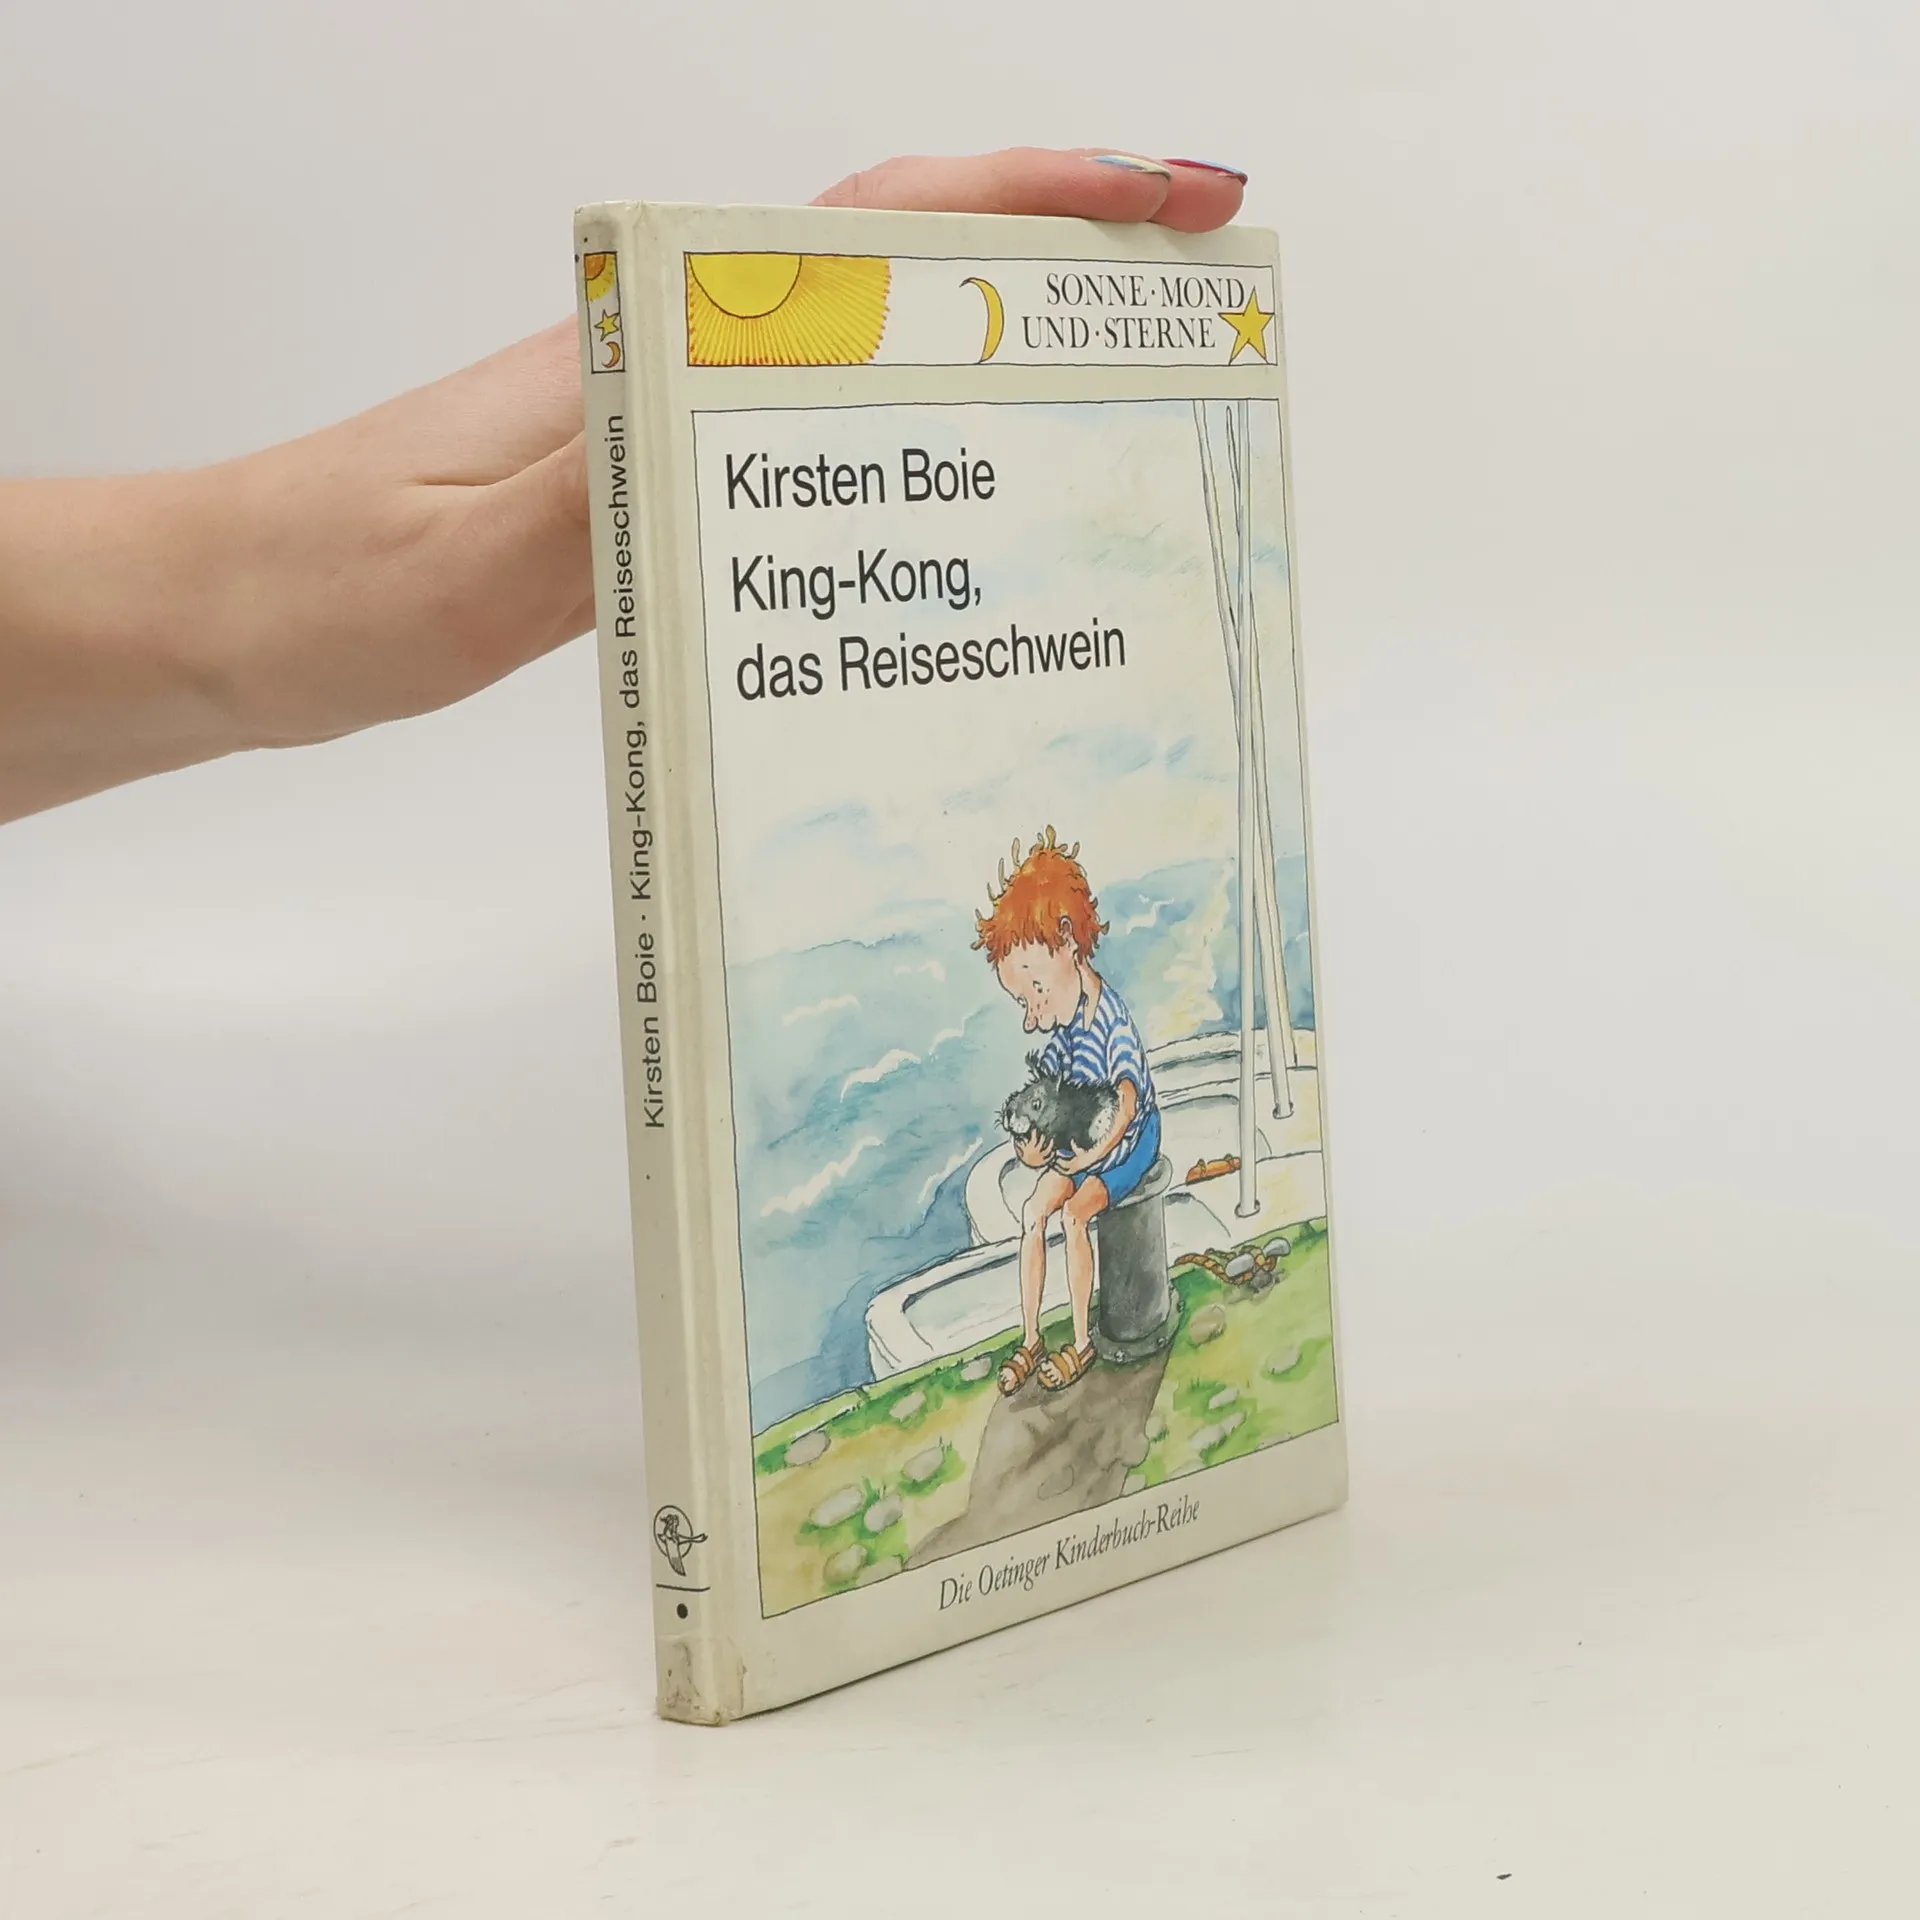 SONNE·MOND
UND·STERNE
Kirsten Boie
King-Kong,
das Reiseschwein
Die Oetinger Kinderbuch-Reihe
Kirsten Boie · King-Kong, das Reiseschwein